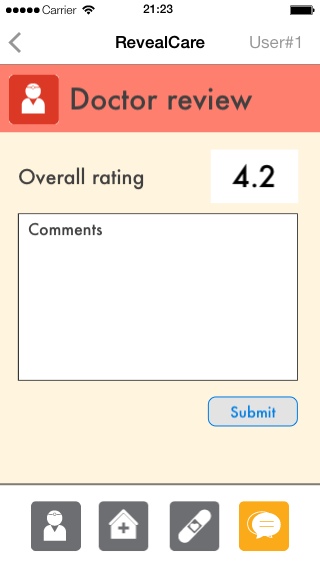 Carrier 21:23
RevealCare User#1
Doctor review
Overall rating 4.2
Comments
Submit